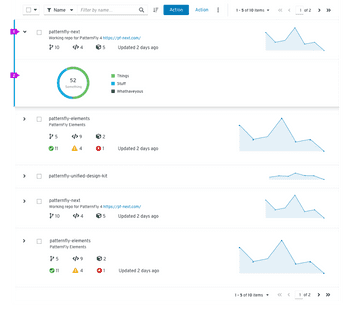 Name Filter by name... Action Action 1 - 5 of 18 items 1 of 2
1
patternfly-next
Working repo for PatternFly 4 https://pf-next.com/
10 4 5 Updated 2 days ago
2
52
Things
Stuff
Whatheveyous
patternfly-elements
PatternFly Elements
5 9 2
11 4 1 Updated 2 days ago
patternfly-unified-design-kit
patternfly-next
Working repo for PatternFly 4 https://pf-next.com/
10 4 5 Updated 2 days ago
patternfly-elements
PatternFly Elements
5 9 2
11 4 1 Updated 2 days ago
1 - 5 of 18 items 1 of 2